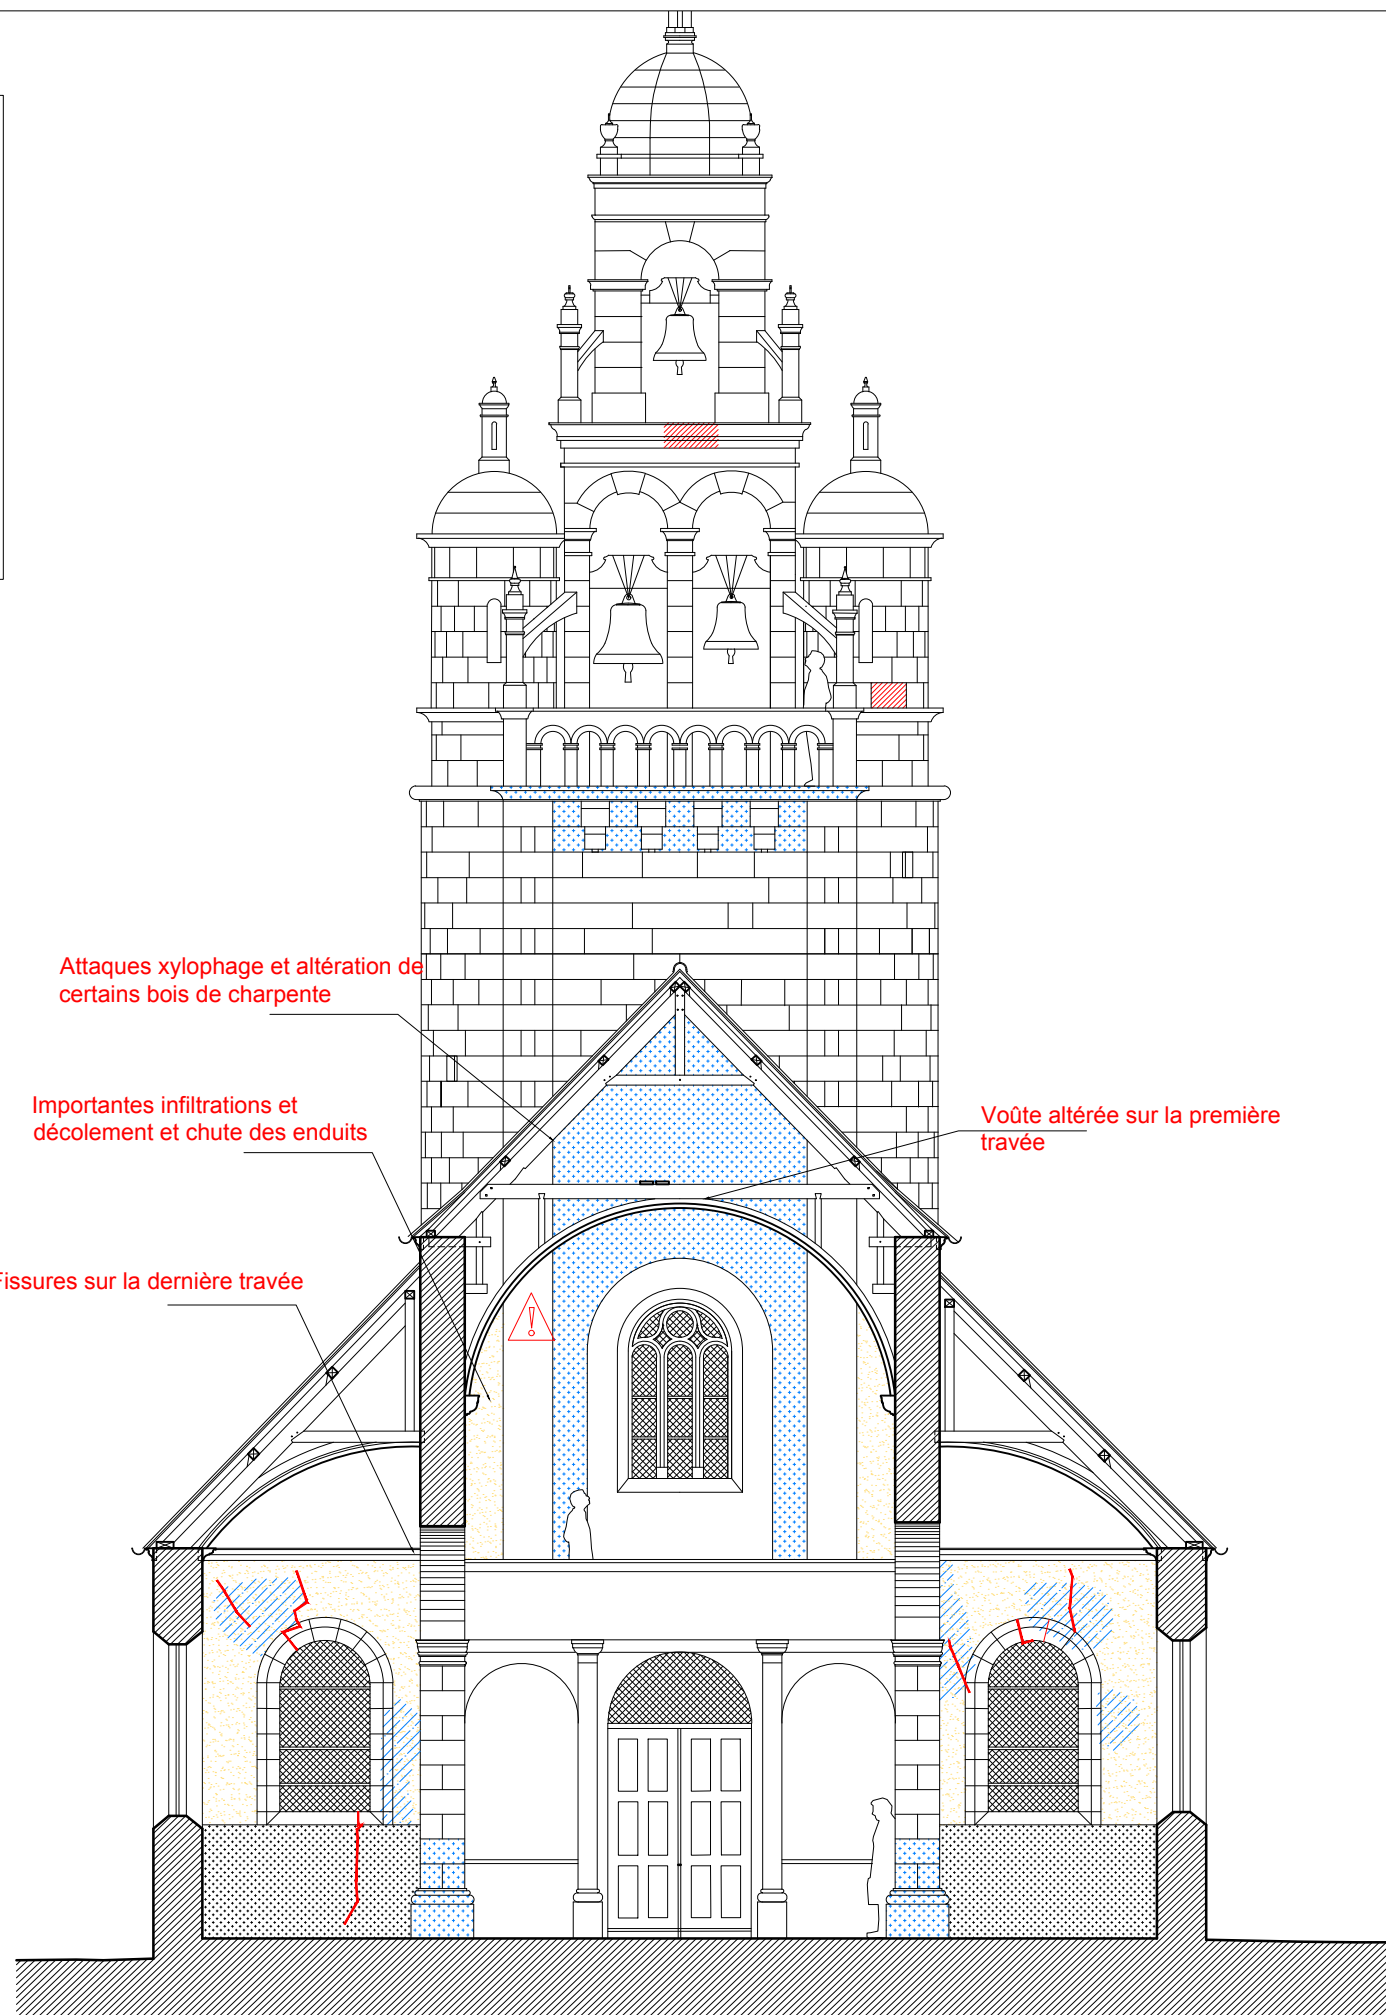 Attaques xylophage et altération de
certains bois de charpente
Importantes infiltrations et
décolement et chute des enduits
Voûte altérée sur la première
travée
Fissures sur la dernière travée
!